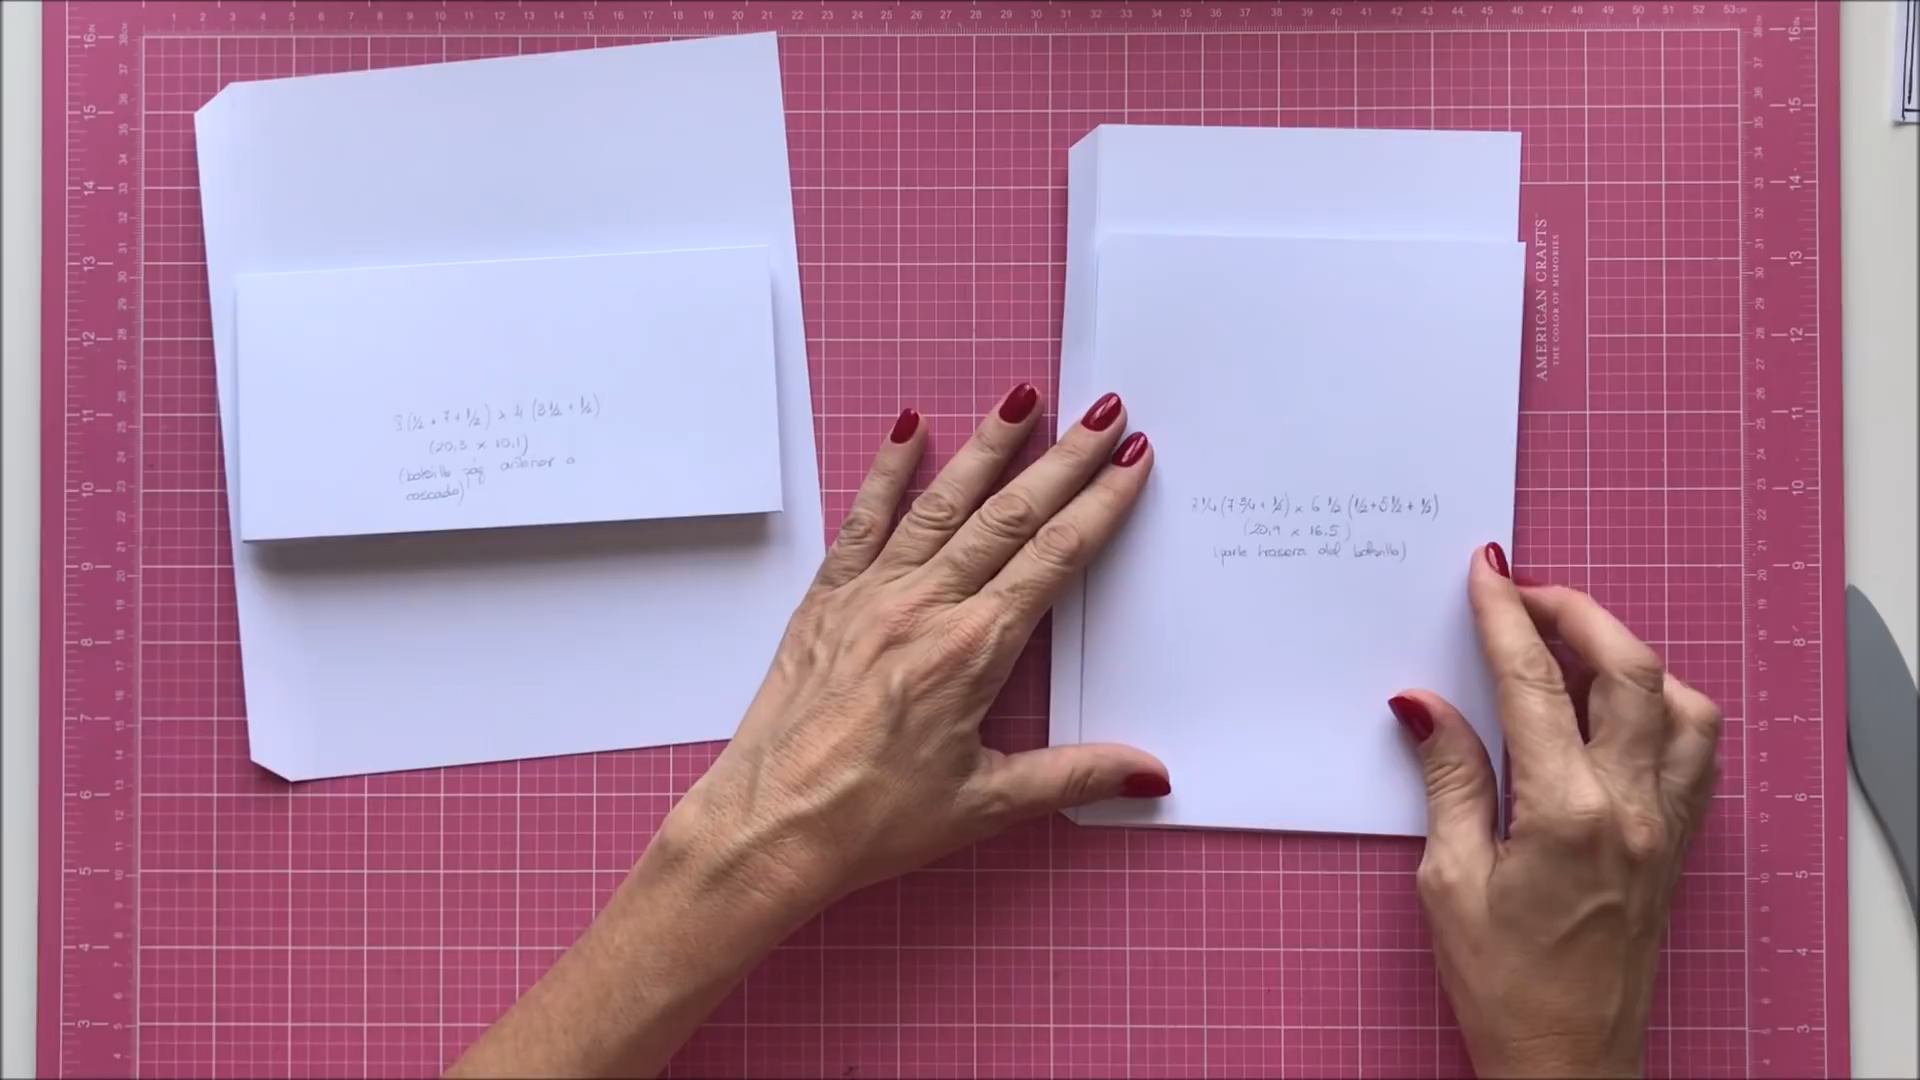 8 (½ + 7 + ½) x 4 (3 ½ + ½)
(20,3 x 10,1)
(bolsillo pág anterior a
cascada)
8 ¼ (7 ¾ + ½) x 6 ½ (½ + 5 ½ + ½)
(20,9 x 16,5)
(parte trasera del bolsillo)
AMERICAN CRAFTS
THE COLOR OF MEMORIES